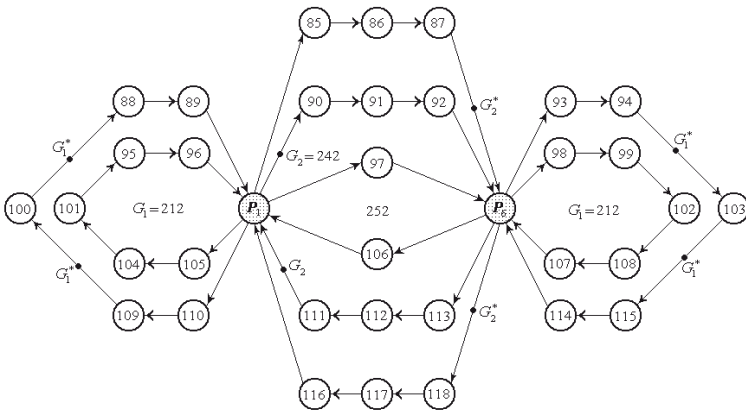 85 86 87
88 89 90 91 92 G₂* 93 94
G₁* G₁*
95 96 G₂=242 97 98 99
100 101 G₁=212 P₁ 252 P₆ G₁=212 102 103
104 105 106 107 108
G₁* G₂ G₁*
109 110 111 112 113 G₂* 114 115
116 117 118